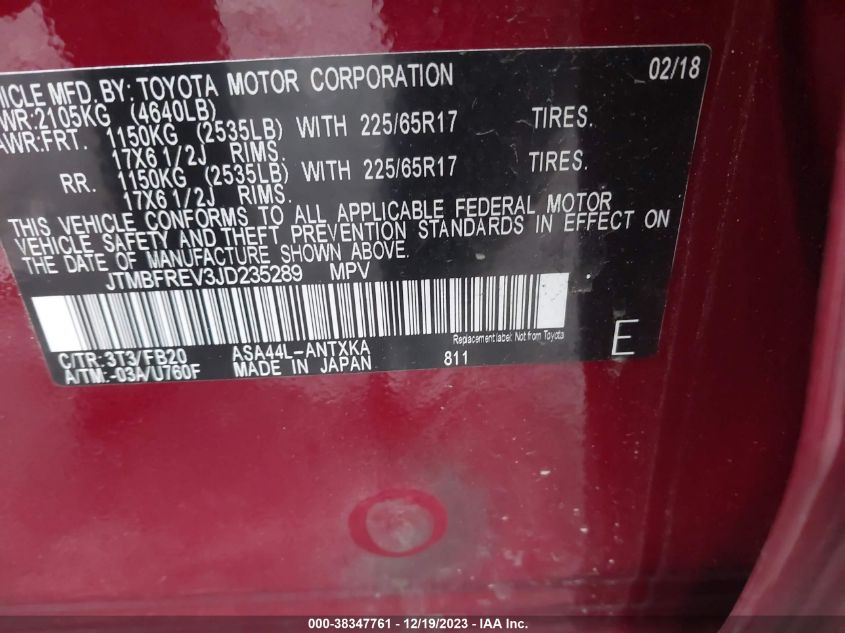 HICLE MFD. BY: TOYOTA MOTOR CORPORATION 02/18
WR:2105KG (4640LB)
AWR:FRT. 1150KG (2535LB) WITH 225/65R17 TIRES.
17X6 1/2J RIMS.
RR. 1150KG (2535LB) WITH 225/65R17 TIRES.
17X6 1/2J RIMS.
THIS VEHICLE CONFORMS TO ALL APPLICABLE FEDERAL MOTOR
VEHICLE SAFETY AND THEFT PREVENTION STANDARDS IN EFFECT ON
THE DATE OF MANUFACTURE SHOWN ABOVE.
JTMBFREV3JD235289 MPV
Replacement label, Not from Toyota
C/TR: 3T3/FB20 ASA44L-ANTXKA E
A/TM: -03A/U760F MADE IN JAPAN 811
000-38347761 - 12/19/2023 - IAA Inc.